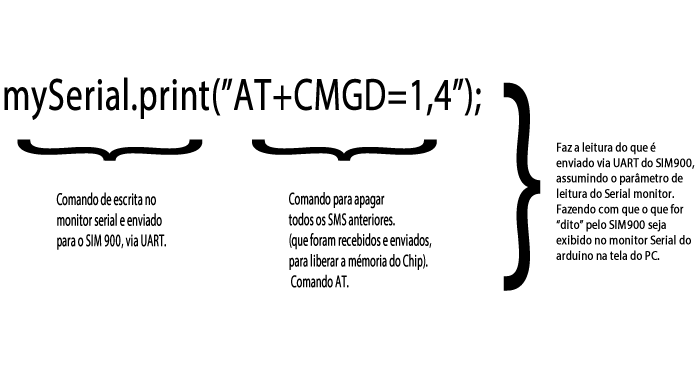 mySerial.print("AT+CMGD=1,4");
Comando de escrita no
monitor serial e enviado
para o SIM 900, via UART.
Comando para apagar
todos os SMS anteriores.
(que foram recebidos e enviados,
para liberar a mémoria do Chip).
Comando AT.
Faz a leitura do que é
enviado via UART do SIM900,
assumindo o parâmetro de
leitura do Serial monitor.
Fazendo com que o que for
“dito” pelo SIM900 seja
exibido no monitor Serial do
arduino na tela do PC.